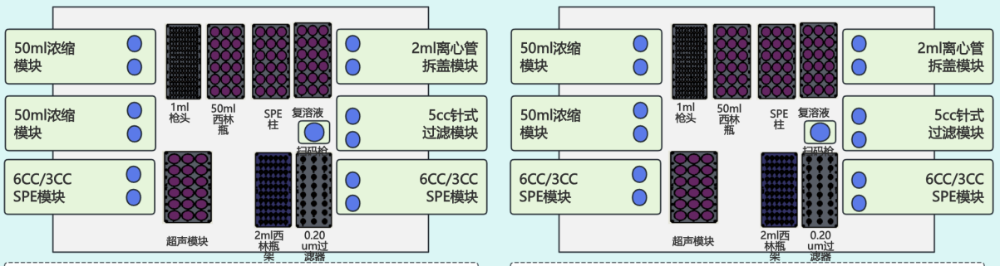 50ml浓缩
模块
2ml离心管
拆盖模块
1ml
枪头
50ml
西林
瓶
SPE
柱
复溶液
50ml浓缩
模块
5cc针式
过滤模块
扫码枪
6CC/3CC
SPE模块
6CC/3CC
SPE模块
超声模块
2ml西
林瓶
架
0.20
um过
滤器
50ml浓缩
模块
2ml离心管
拆盖模块
1ml
枪头
50ml
西林
瓶
SPE
柱
复溶液
50ml浓缩
模块
5cc针式
过滤模块
扫码枪
6CC/3CC
SPE模块
6CC/3CC
SPE模块
超声模块
2ml西
林瓶
架
0.20
um过
滤器